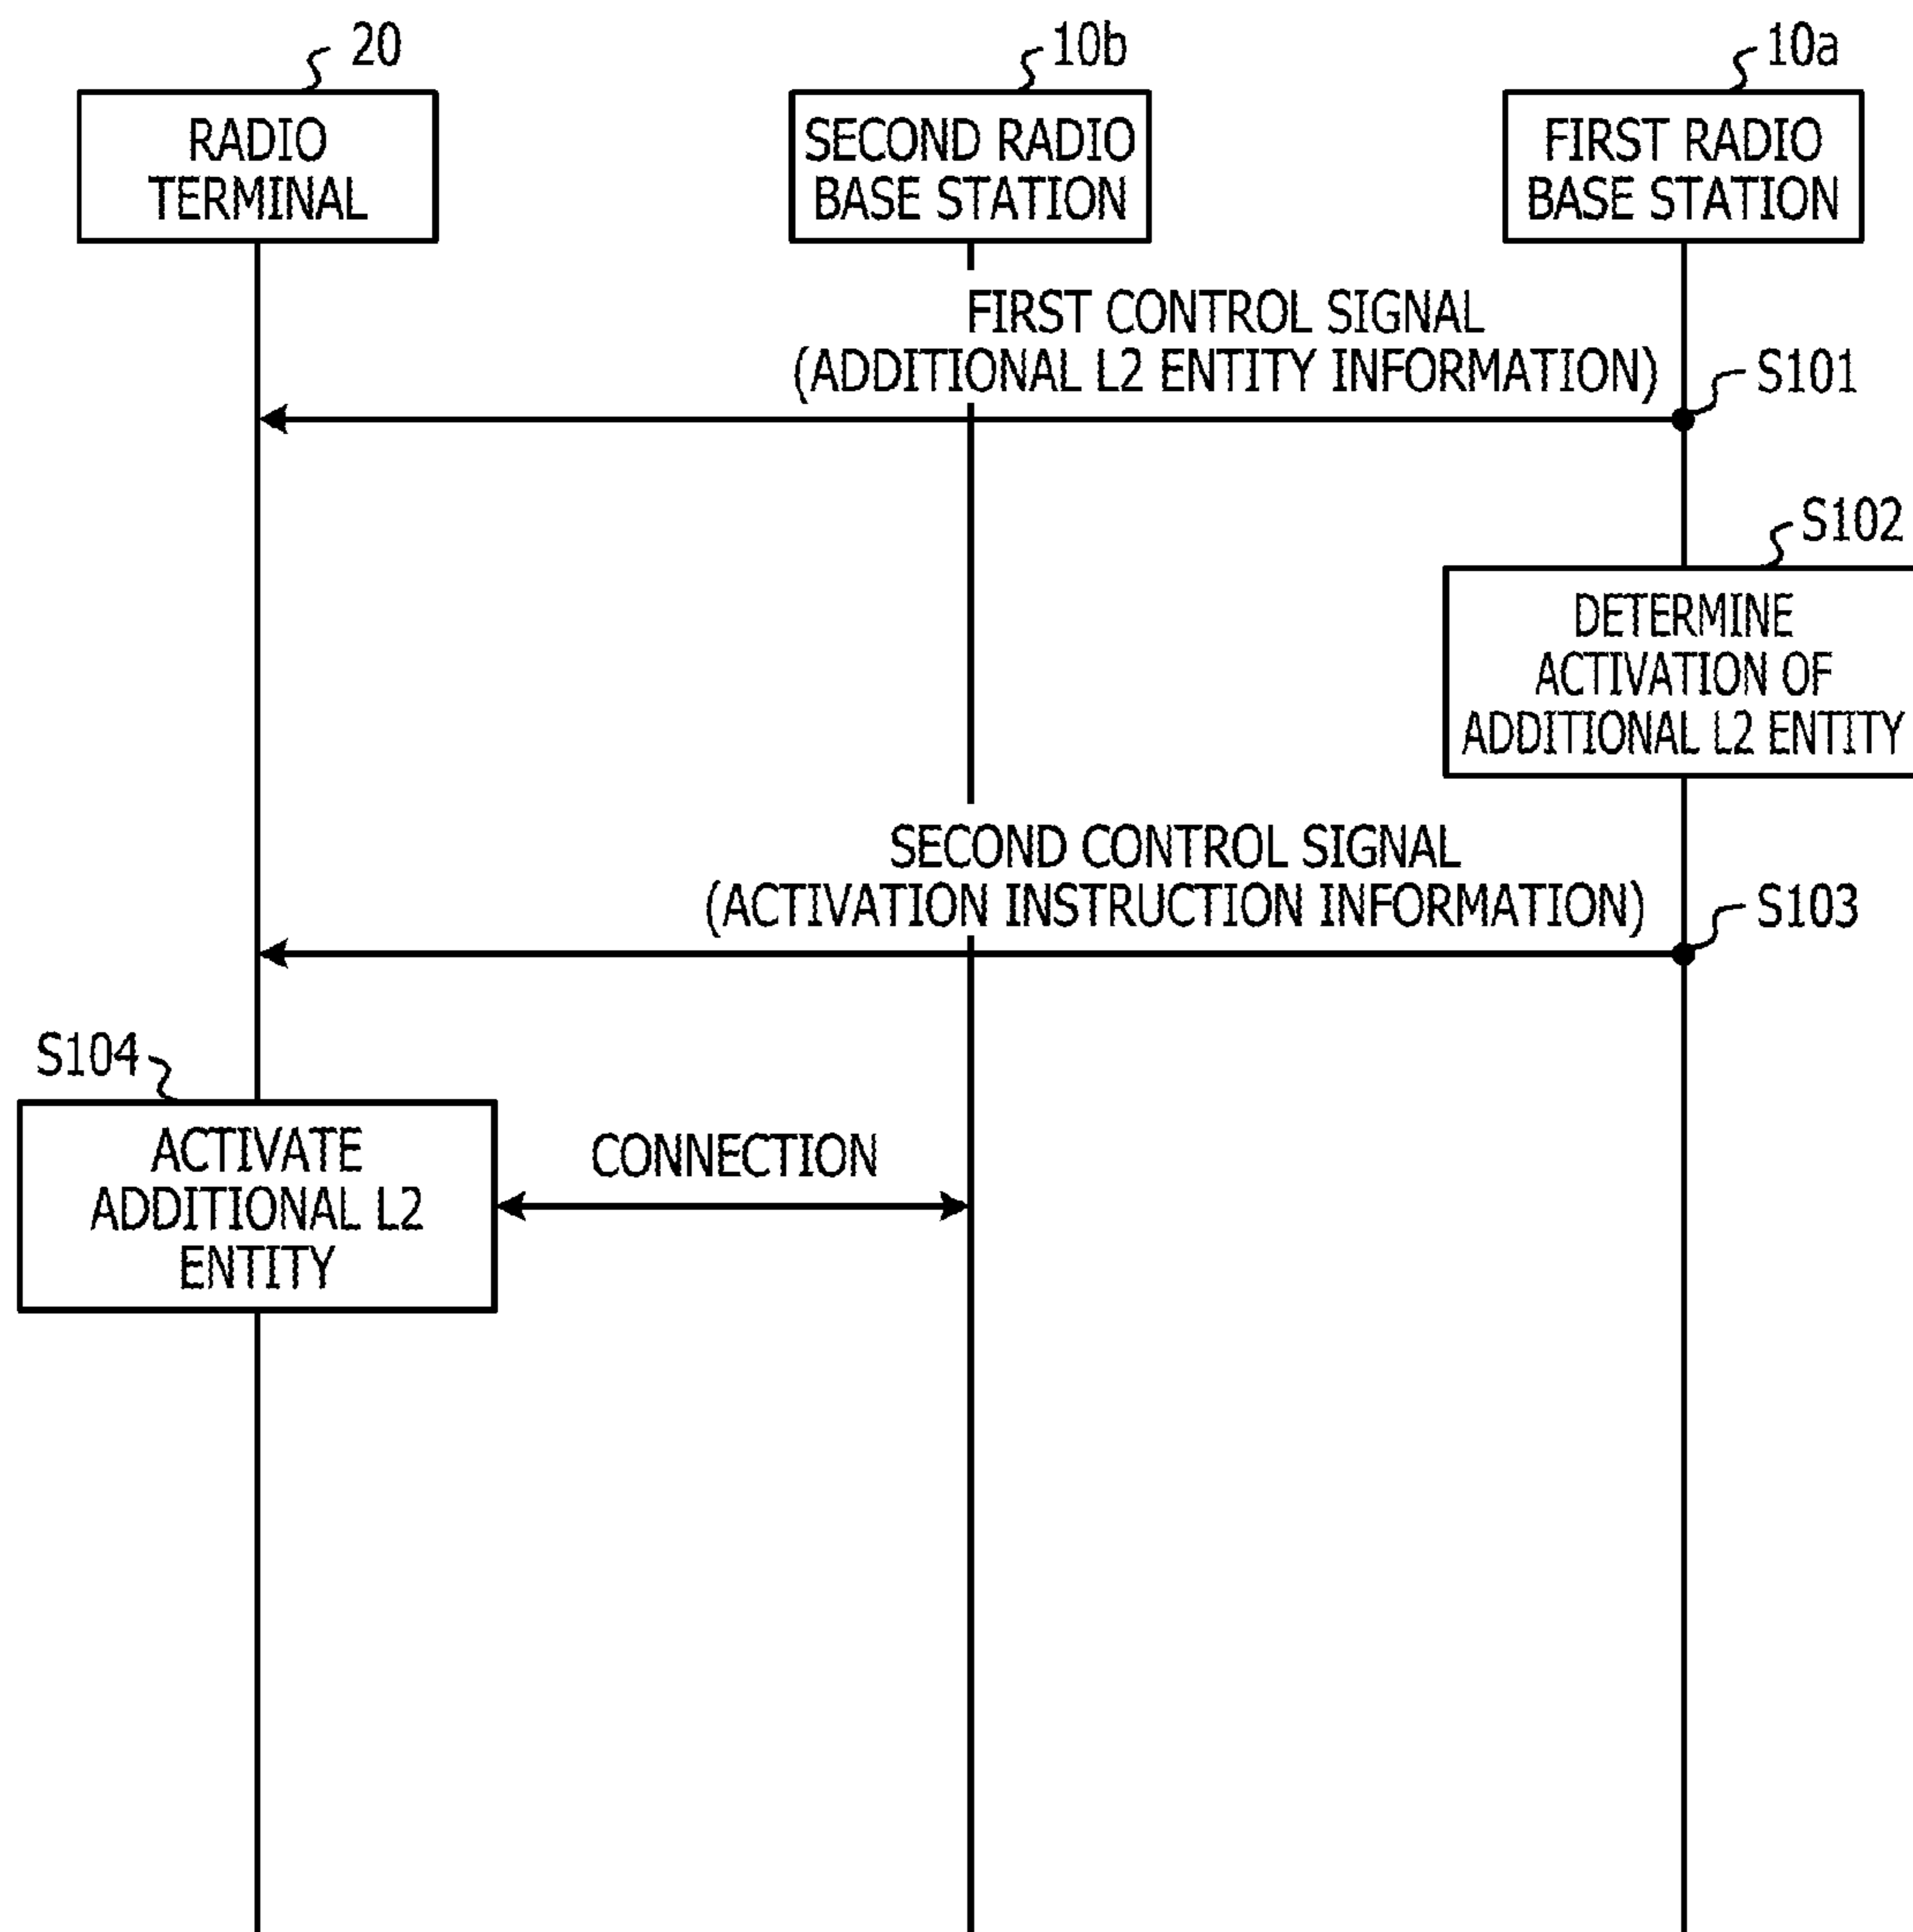 20
10b
10a
RADIO
TERMINAL
SECOND RADIO
BASE STATION
FIRST RADIO
BASE STATION
FIRST CONTROL SIGNAL
(ADDITIONAL L2 ENTITY INFORMATION)
S101
S102
DETERMINE
ACTIVATION OF
ADDITIONAL L2 ENTITY
SECOND CONTROL SIGNAL
(ACTIVATION INSTRUCTION INFORMATION)
S103
S104
ACTIVATE
ADDITIONAL L2
ENTITY
CONNECTION